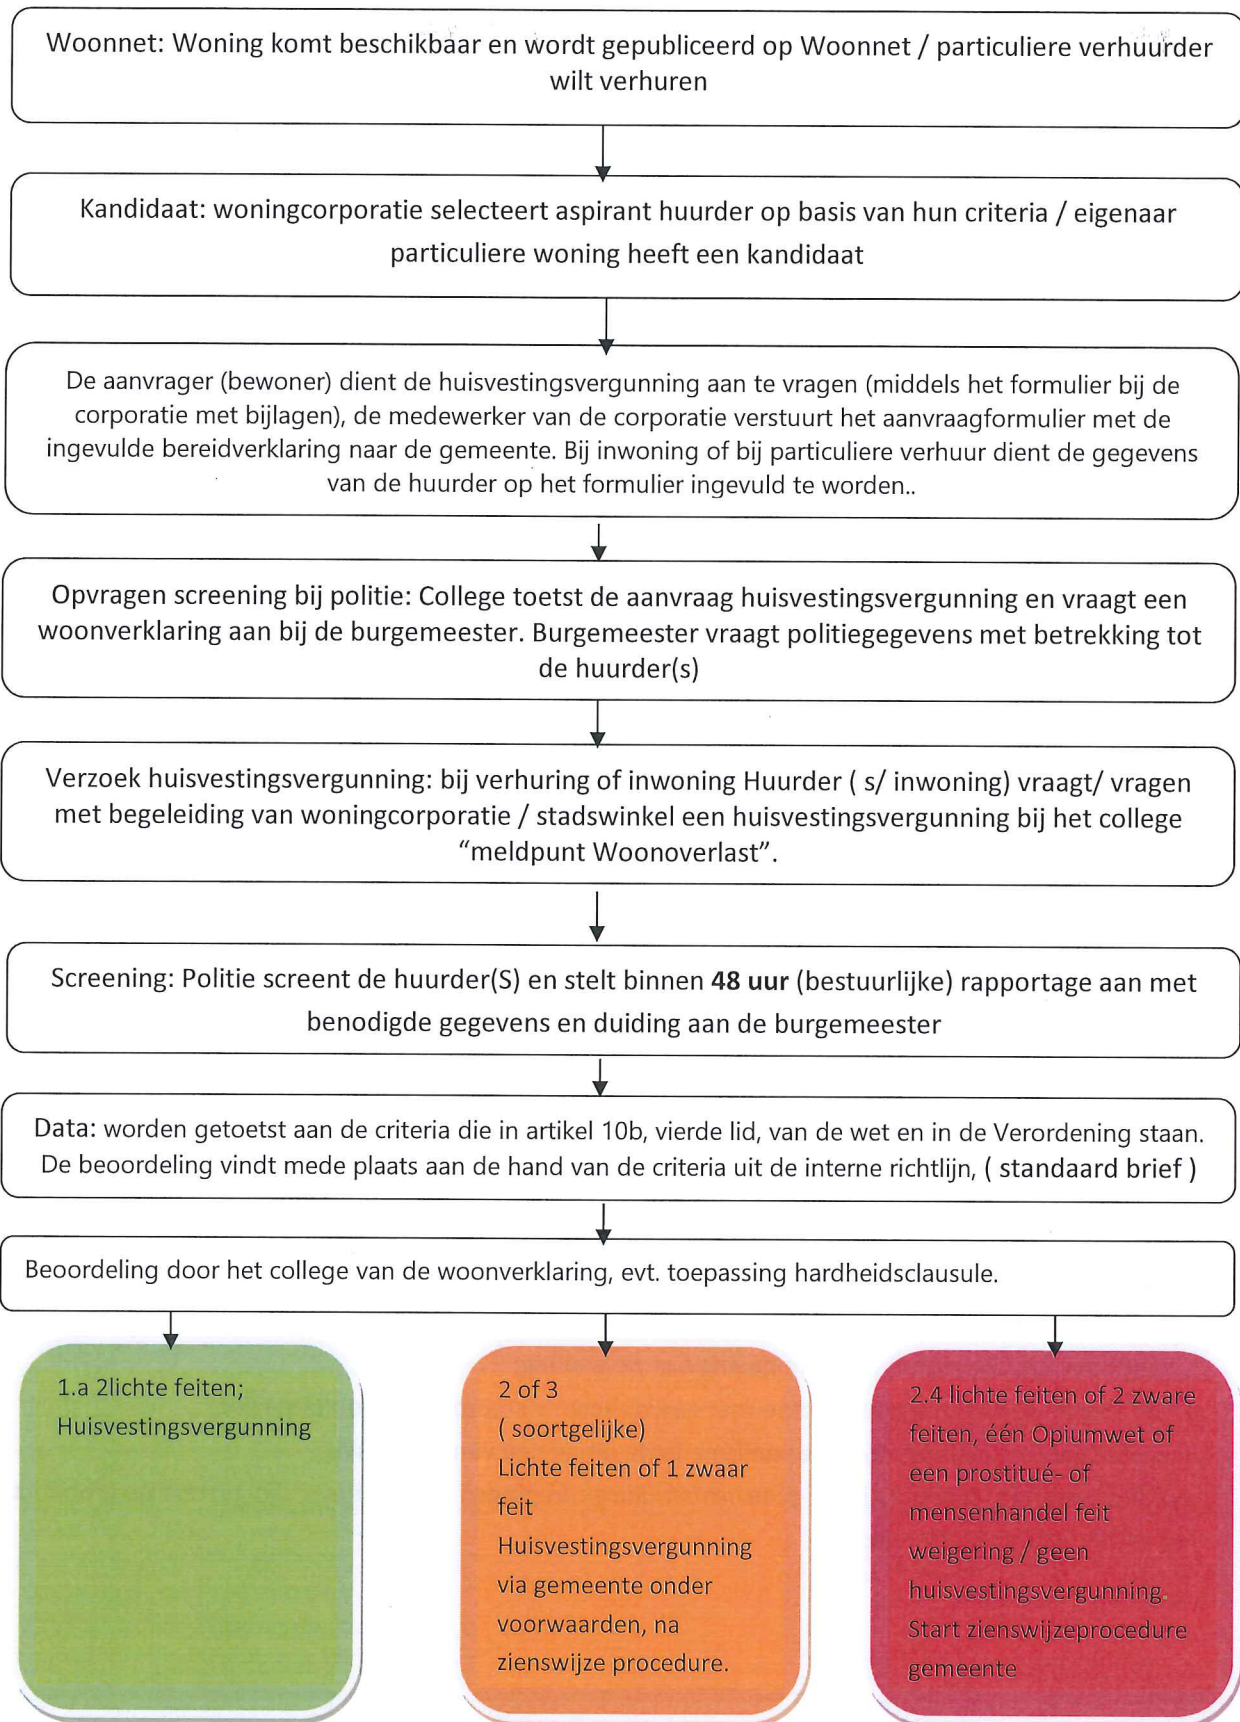 Woonnet: Woning komt beschikbaar en wordt gepubliceerd op Woonnet / particuliere verhuurder
wilt verhuren
Kandidaat: woningcorporatie selecteert aspirant huurder op basis van hun criteria / eigenaar
particuliere woning heeft een kandidaat
De aanvrager (bewoner) dient de huisvestingsvergunning aan te vragen (middels het formulier bij de
corporatie met bijlagen), de medewerker van de corporatie verstuurt het aanvraagformulier met de
ingevulde bereidverklaring naar de gemeente. Bij inwoning of bij particuliere verhuur dient de gegevens
van de huurder op het formulier ingevuld te worden..
Opvragen screening bij politie: College toetst de aanvraag huisvestingsvergunning en vraagt een
woonverklaring aan bij de burgemeester. Burgemeester vraagt politiegegevens met betrekking tot
de huurder(s)
Verzoek huisvestingsvergunning: bij verhuring of inwoning Huurder ( s/ inwoning) vraagt/ vragen
met begeleiding van woningcorporatie / stadswinkel een huisvestingsvergunning bij het college
“meldpunt Woonoverlast”.
Screening: Politie screent de huurder(S) en stelt binnen 48 uur (bestuurlijke) rapportage aan met
benodigde gegevens en duiding aan de burgemeester
Data: worden getoetst aan de criteria die in artikel 10b, vierde lid, van de wet en in de Verordening staan.
De beoordeling vindt mede plaats aan de hand van de criteria uit de interne richtlijn, ( standaard brief )
Beoordeling door het college van de woonverklaring, evt. toepassing hardheidsclausule.
1.a 2lichte feiten;
Huisvestingsvergunning
2 of 3
( soortgelijke)
Lichte feiten of 1 zwaar
feit
Huisvestingsvergunning
via gemeente onder
voorwaarden, na
zienswijze procedure.
2.4 lichte feiten of 2 zware
feiten, één Opiumwet of
een prostitué- of
mensenhandel feit
weigering / geen
huisvestingsvergunning.
Start zienswijzeprocedure
gemeente